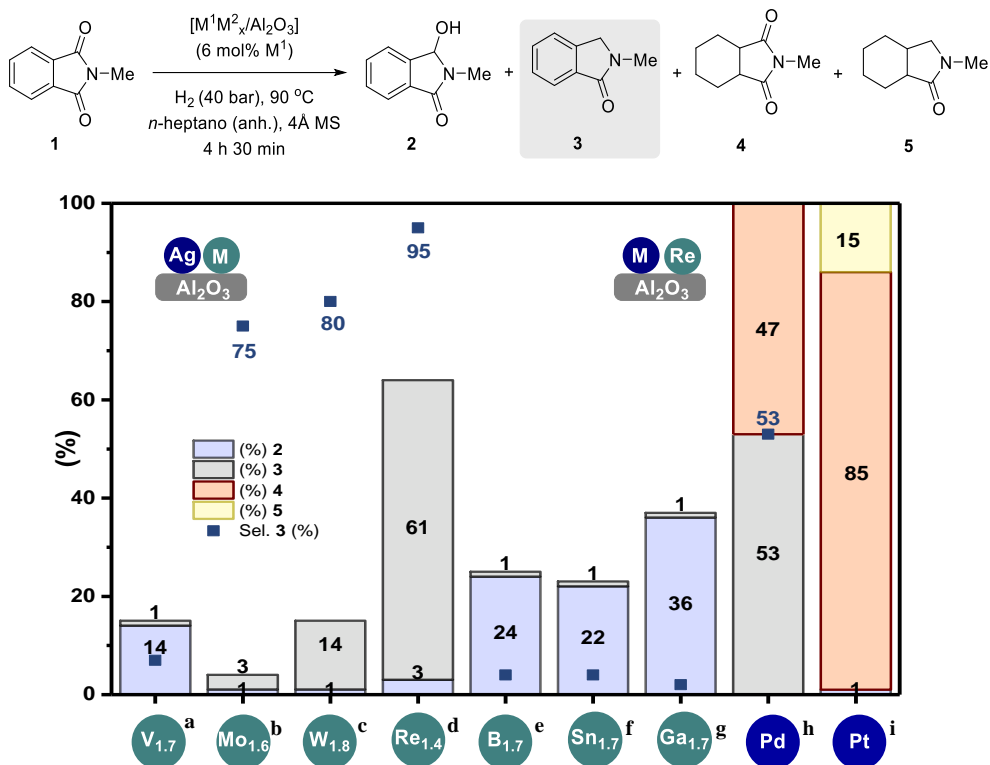 O
N
Me
O
1
[M¹M²ₓ/Al₂O₃]
(6 mol% M¹)
H₂ (40 bar), 90 ºC
n-heptano (anh.), 4Å MS
4 h 30 min
OH
N
Me
O
2
+
N
Me
O
3
+
O
N
Me
O
4
+
N
Me
O
5
100
80
60
40
20
0
(%)
Ag M
Al₂O₃
M Re
Al₂O₃
(%) 2
(%) 3
(%) 4
(%) 5
Sel. 3 (%)
1
14
75
3
1
80
14
1
95
61
3
1
24
1
22
1
36
47
53
53
15
85
1
V₁.₇ a
Mo₁.₆ b
W₁.₈ c
Re₁.₄ d
B₁.₇ e
Sn₁.₇ f
Ga₁.₇ g
Pd h
Pt i